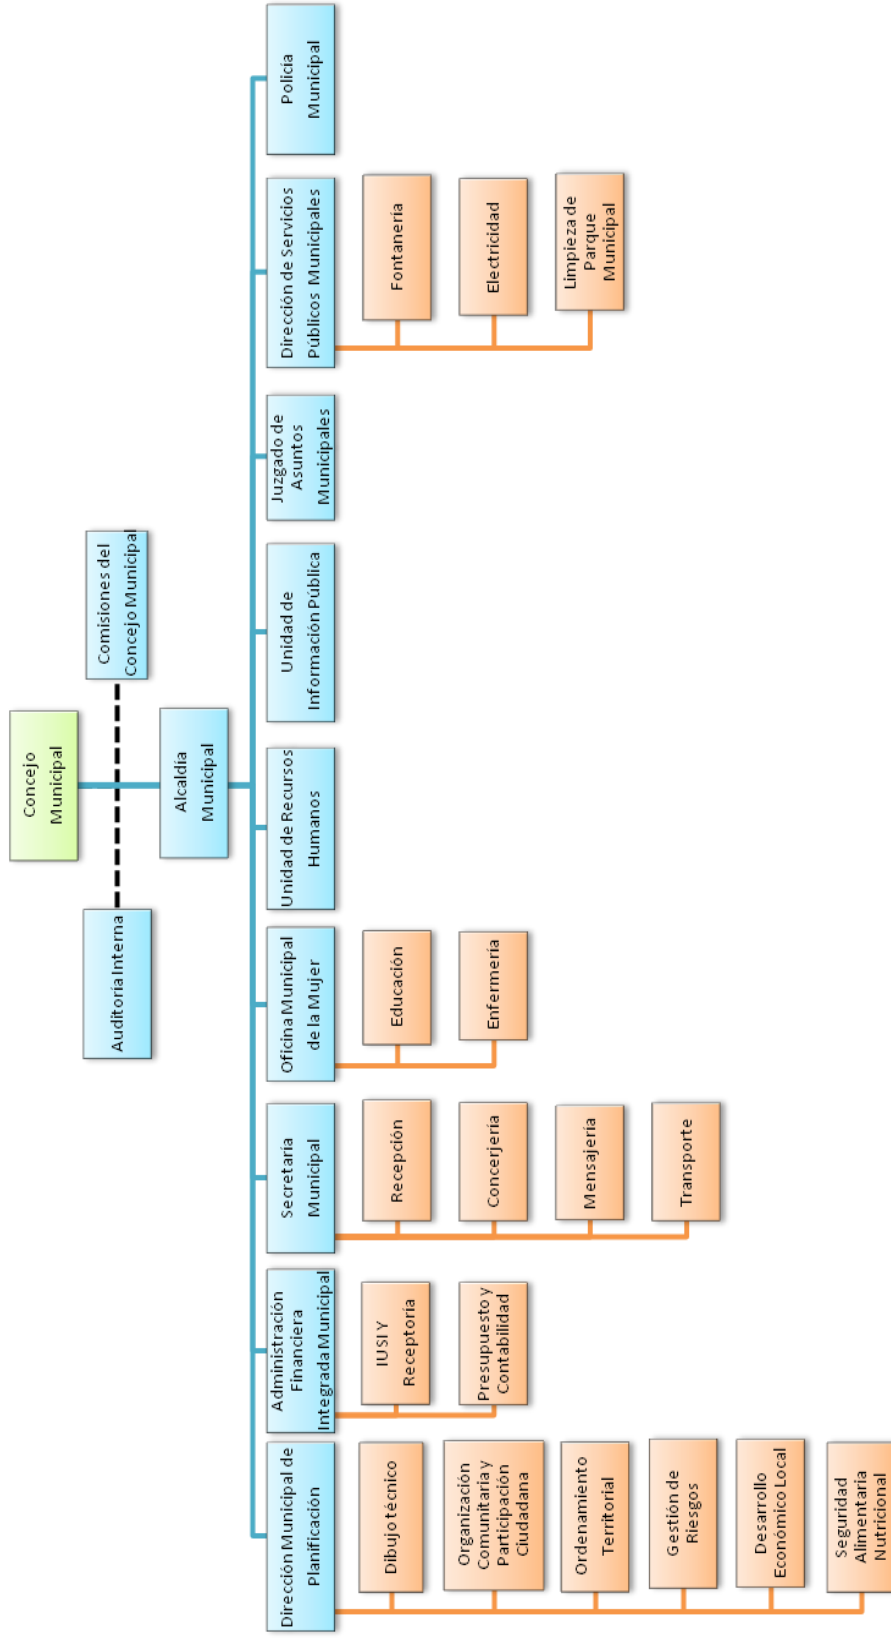 Concejo
Municipal
Auditoría Interna
Comisiones del
Concejo Municipal
Alcaldía
Municipal
Dirección Municipal de
Planificación
Administración
Financiera
Integrada Municipal
Secretaria
Municipal
Oficina Municipal
de la Mujer
Unidad de Recursos
Humanos
Unidad de
Información Pública
Juzgado de
Asuntos
Municipales
Dirección de Servicios
Públicos Municipales
Policía
Municipal
Dibujo técnico
Organización
Comunitaria y
Participación
Ciudadana
Ordenamiento
Territorial
Gestión de
Riesgos
Desarrollo
Económico Local
Seguridad
Alimentaria
Nutricional
IUSI Y
Receptoría
Presupuesto y
Contabilidad
Recepción
Concerjería
Mensajería
Transporte
Educación
Enfermería
Fontanería
Electricidad
Limpieza de
Parque
Municipal